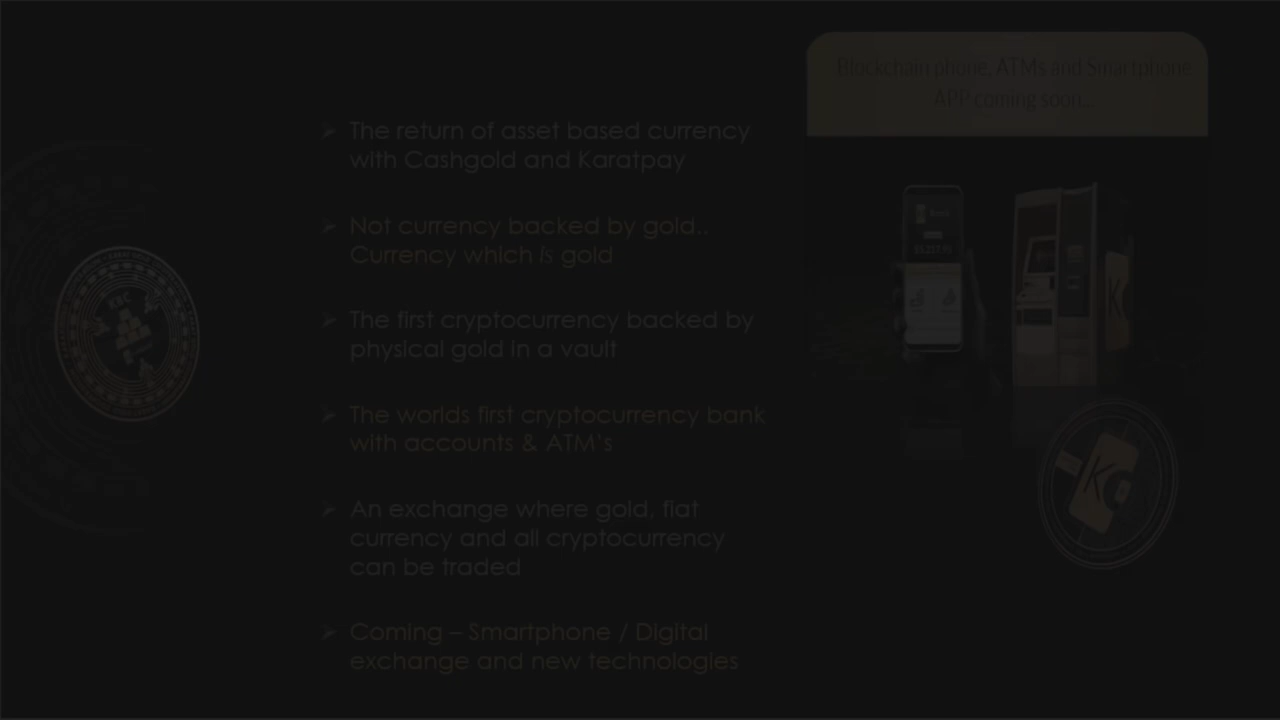 Blockchain phone, ATMs and Smartphone
APP coming soon...
➢ The return of asset based currency
with Cashgold and Karatpay
➢ Not currency backed by gold..
Currency which is gold
➢ The first cryptocurrency backed by
physical gold in a vault
➢ The worlds first cryptocurrency bank
with accounts & ATM's
➢ An exchange where gold, fiat
currency and all cryptocurrency
can be traded
➢ Coming – Smartphone / Digital
exchange and new technologies
KBC
K